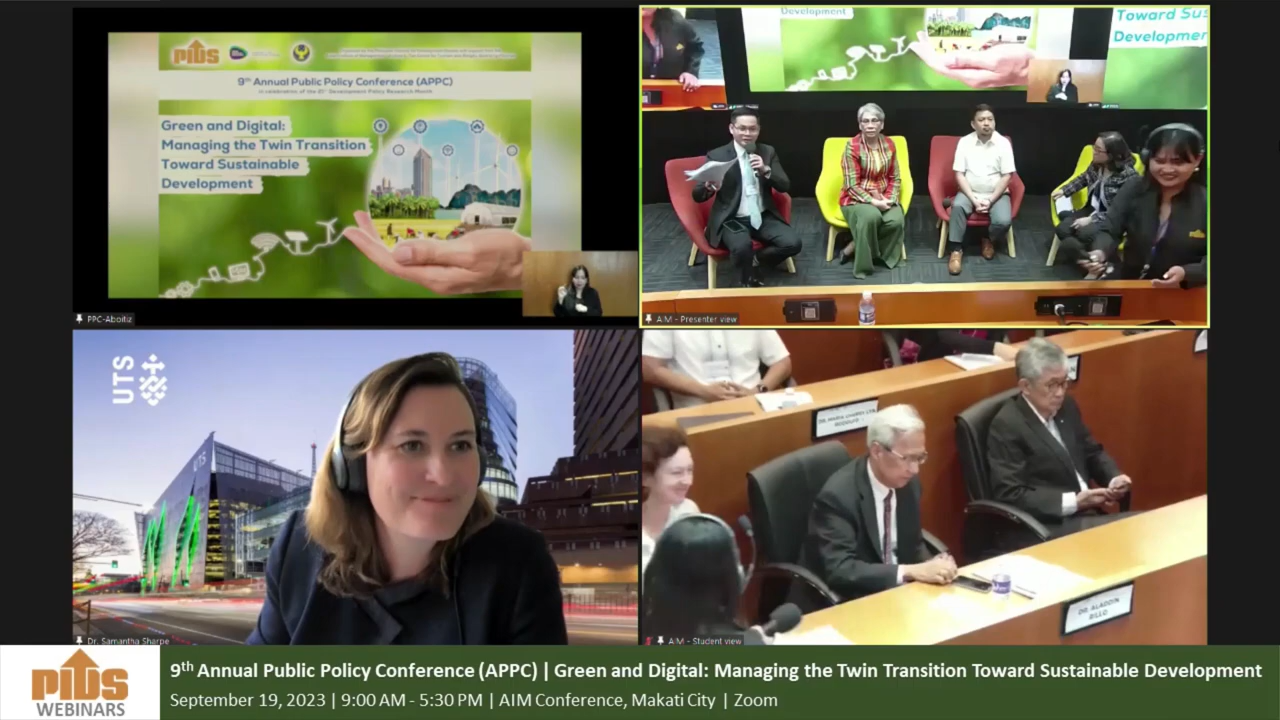 PIDS
9th Annual Public Policy Conference (APPC)
Green and Digital:
Managing the Twin Transition
Toward Sustainable
Development
PPC-Aboitiz
Development
Toward Sus
Developmen
AIM - Presenter view
UTS
UTS
Dr. Samantha Sharpe
DR. ALADDIN
RILLO
AIM - Student view
PIDS
WEBINARS
9th Annual Public Policy Conference (APPC) | Green and Digital: Managing the Twin Transition Toward Sustainable Development
September 19, 2023 | 9:00 AM - 5:30 PM | AIM Conference, Makati City | Zoom